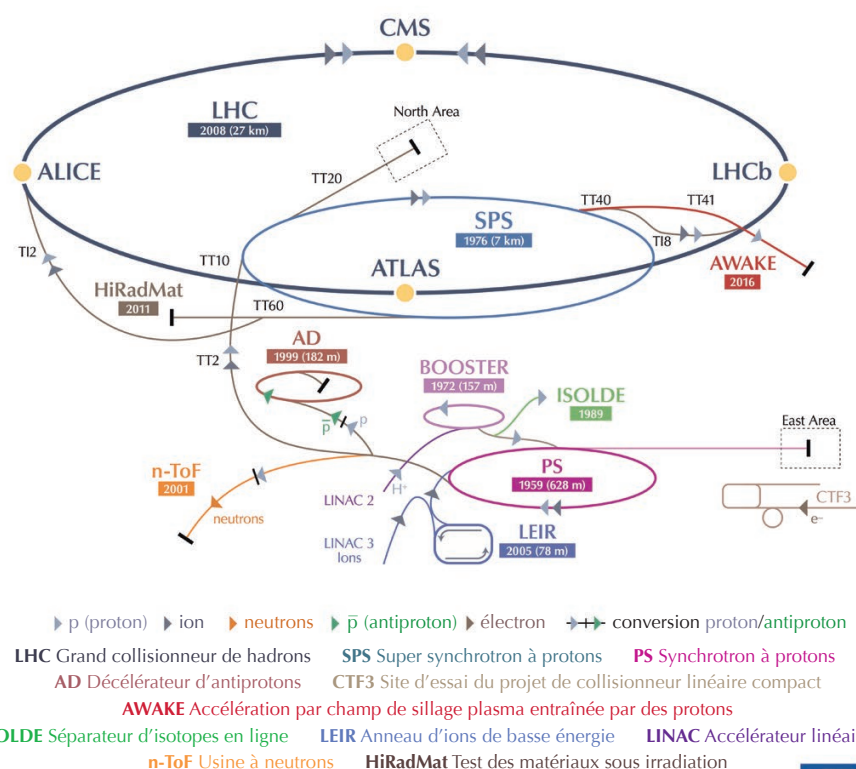 CMS
LHC
2008 (27 km)
North Area
ALICE
LHCb
TT20
TT40
TT41
SPS
1976 (7 km)
TI2
TT10
TI8
ATLAS
AWAKE
2016
HiRadMat
2011
TT60
AD
1999 (182 m)
TT2
BOOSTER
1972 (157 m)
ISOLDE
1989
p
p̅
East Area
n-ToF
2001
PS
1959 (628 m)
LINAC 2
H+
neutrons
CTF3
e–
LEIR
2005 (78 m)
LINAC 3
Ions
p (proton) ion neutrons p̅ (antiproton) électron conversion proton/antiproton
LHC Grand collisionneur de hadrons SPS Super synchrotron à protons PS Synchrotron à protons
AD Décélérateur d'antiprotons CTF3 Site d'essai du projet de collisionneur linéaire compact
AWAKE Accélération par champ de sillage plasma entraînée par des protons
OLDE Séparateur d'isotopes en ligne LEIR Anneau d'ions de basse énergie LINAC Accélérateur linéai
n-ToF Usine à neutrons HiRadMat Test des matériaux sous irradiation